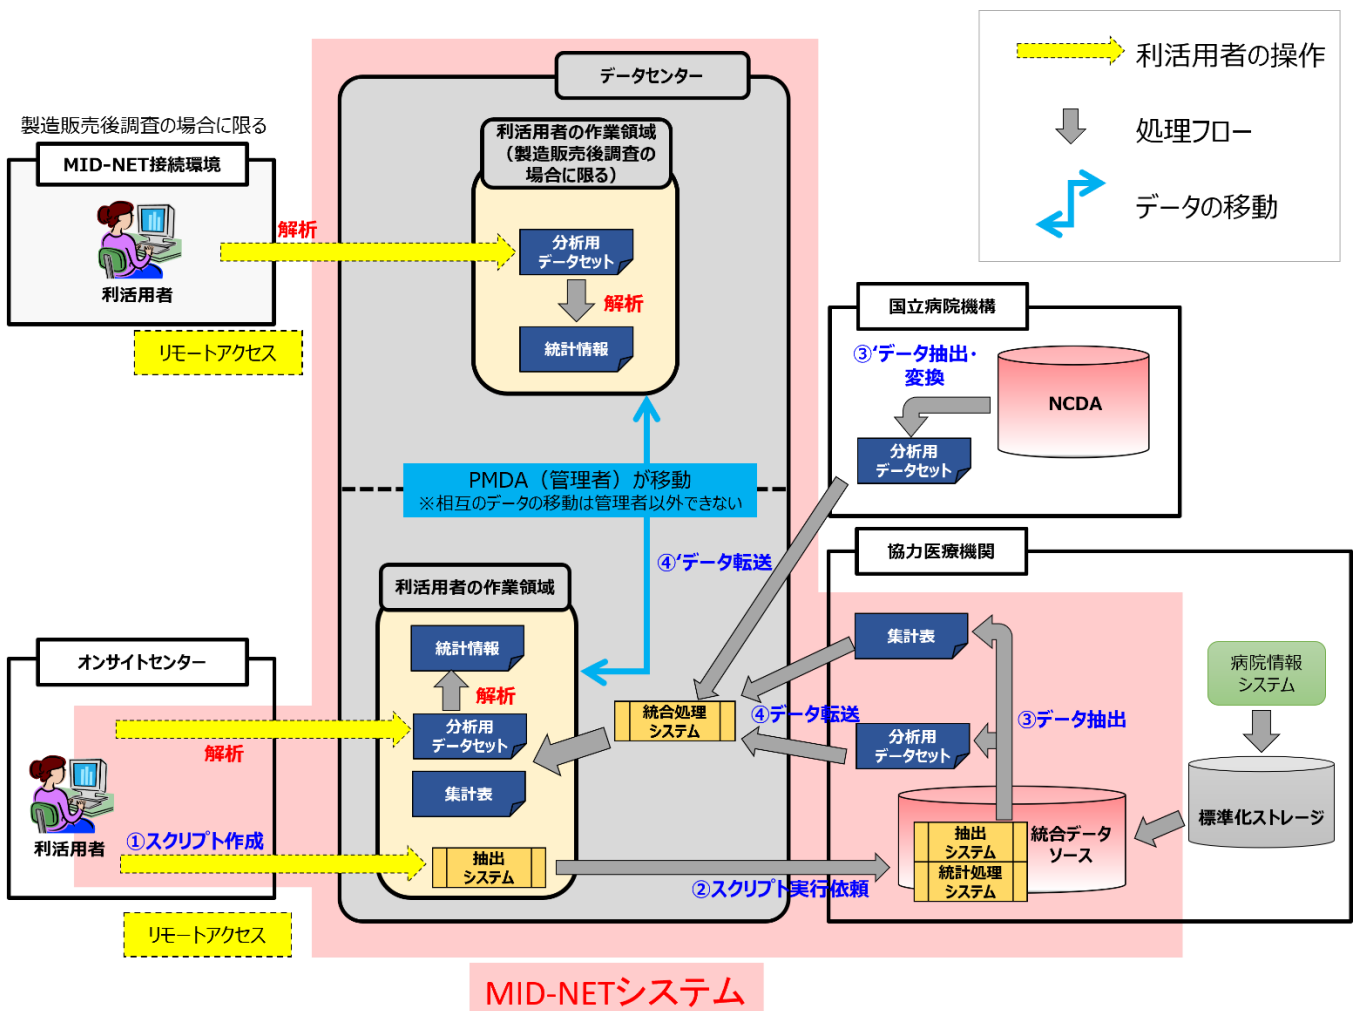 利活用者の操作
処理フロー
データの移動
データセンター
製造販売後調査の場合に限る
MID-NET接続環境
利活用者
リモートアクセス
解析
利活用者の作業領域
（製造販売後調査の
場合に限る）
分析用
データセット
解析
統計情報
国立病院機構
③‘データ抽出・
変換
NCDA
分析用
データセット
PMDA（管理者）が移動
※相互のデータの移動は管理者以外できない
④‘データ転送
協力医療機関
利活用者の作業領域
統計情報
解析
分析用
データセット
集計表
抽出
システム
オンサイトセンター
解析
利活用者
①スクリプト作成
リモートアクセス
統合処理
システム
④データ転送
②スクリプト実行依頼
集計表
分析用
データセット
③データ抽出
抽出
システム
統計処理
システム
統合データ
ソース
病院情報
システム
標準化ストレージ
MID-NETシステム